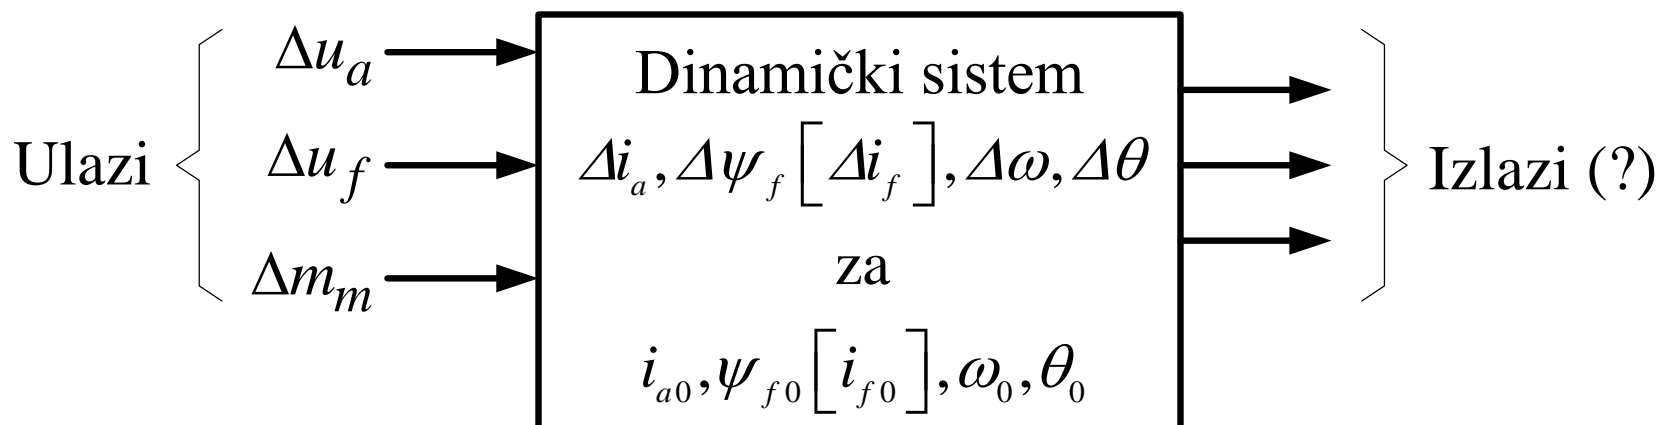 Ulazi
Δu_a
Δu_f
Δm_m
Dinamički sistem
Δi_a, Δψ_f [Δi_f], Δω, Δθ
za
i_a0, ψ_f0 [i_f0], ω_0, θ_0
Izlazi (?)